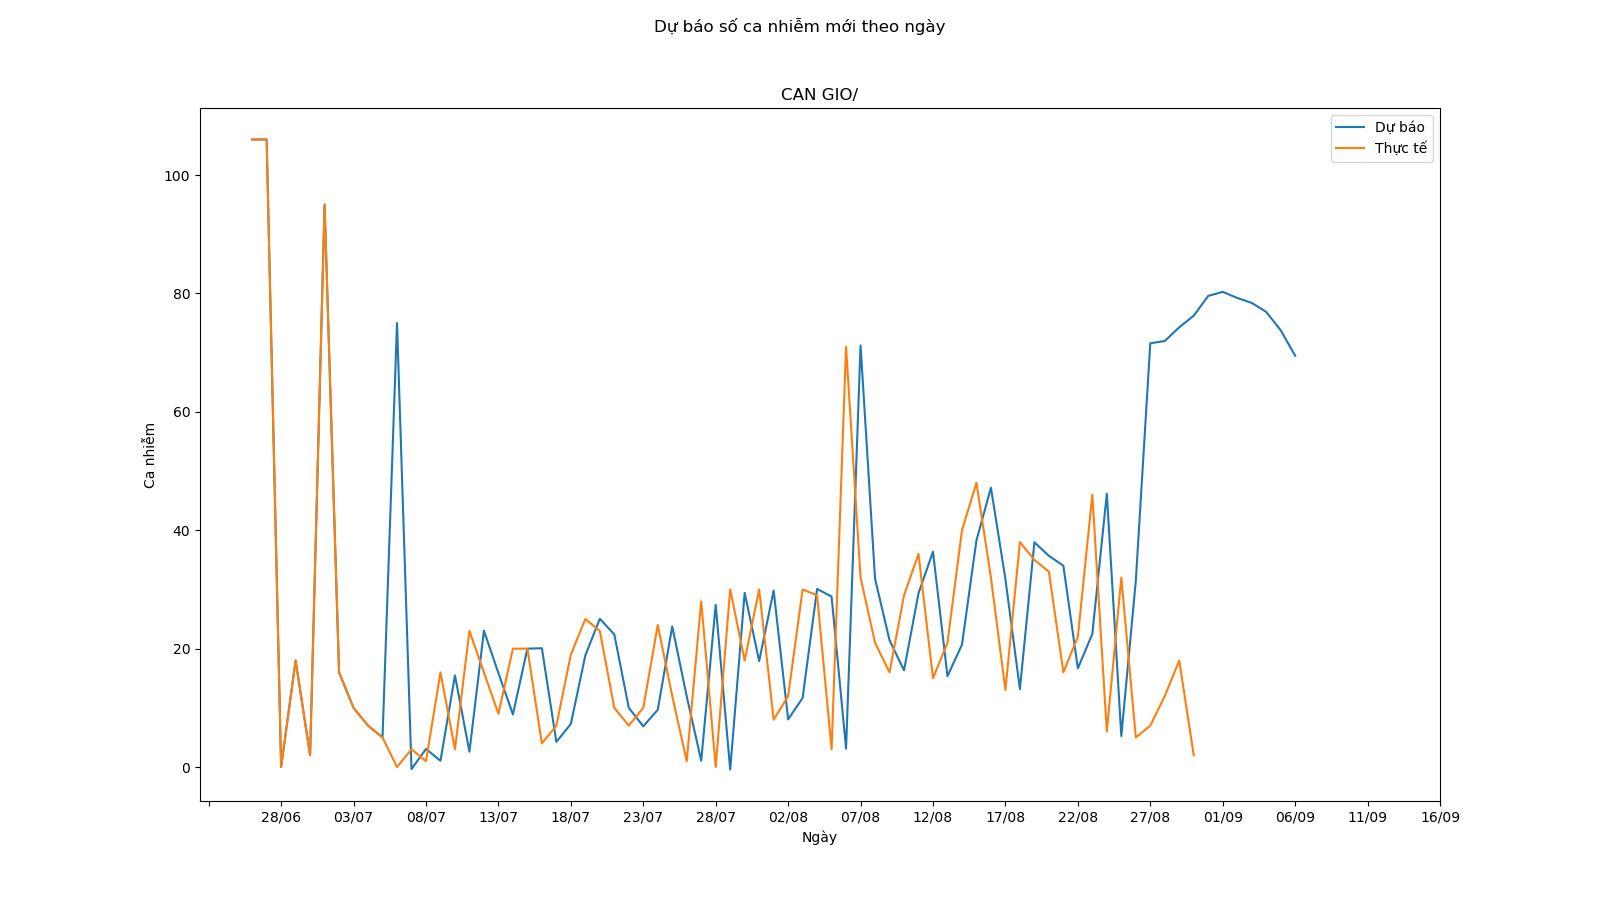 Dự báo số ca nhiễm mới theo ngày
CAN GIO/
Dự báo
Thực tế
Ca nhiễm
100
80
60
40
20
0
28/06 03/07 08/07 13/07 18/07 23/07 28/07 02/08 07/08 12/08 17/08 22/08 27/08 01/09 06/09 11/09 16/09
Ngày